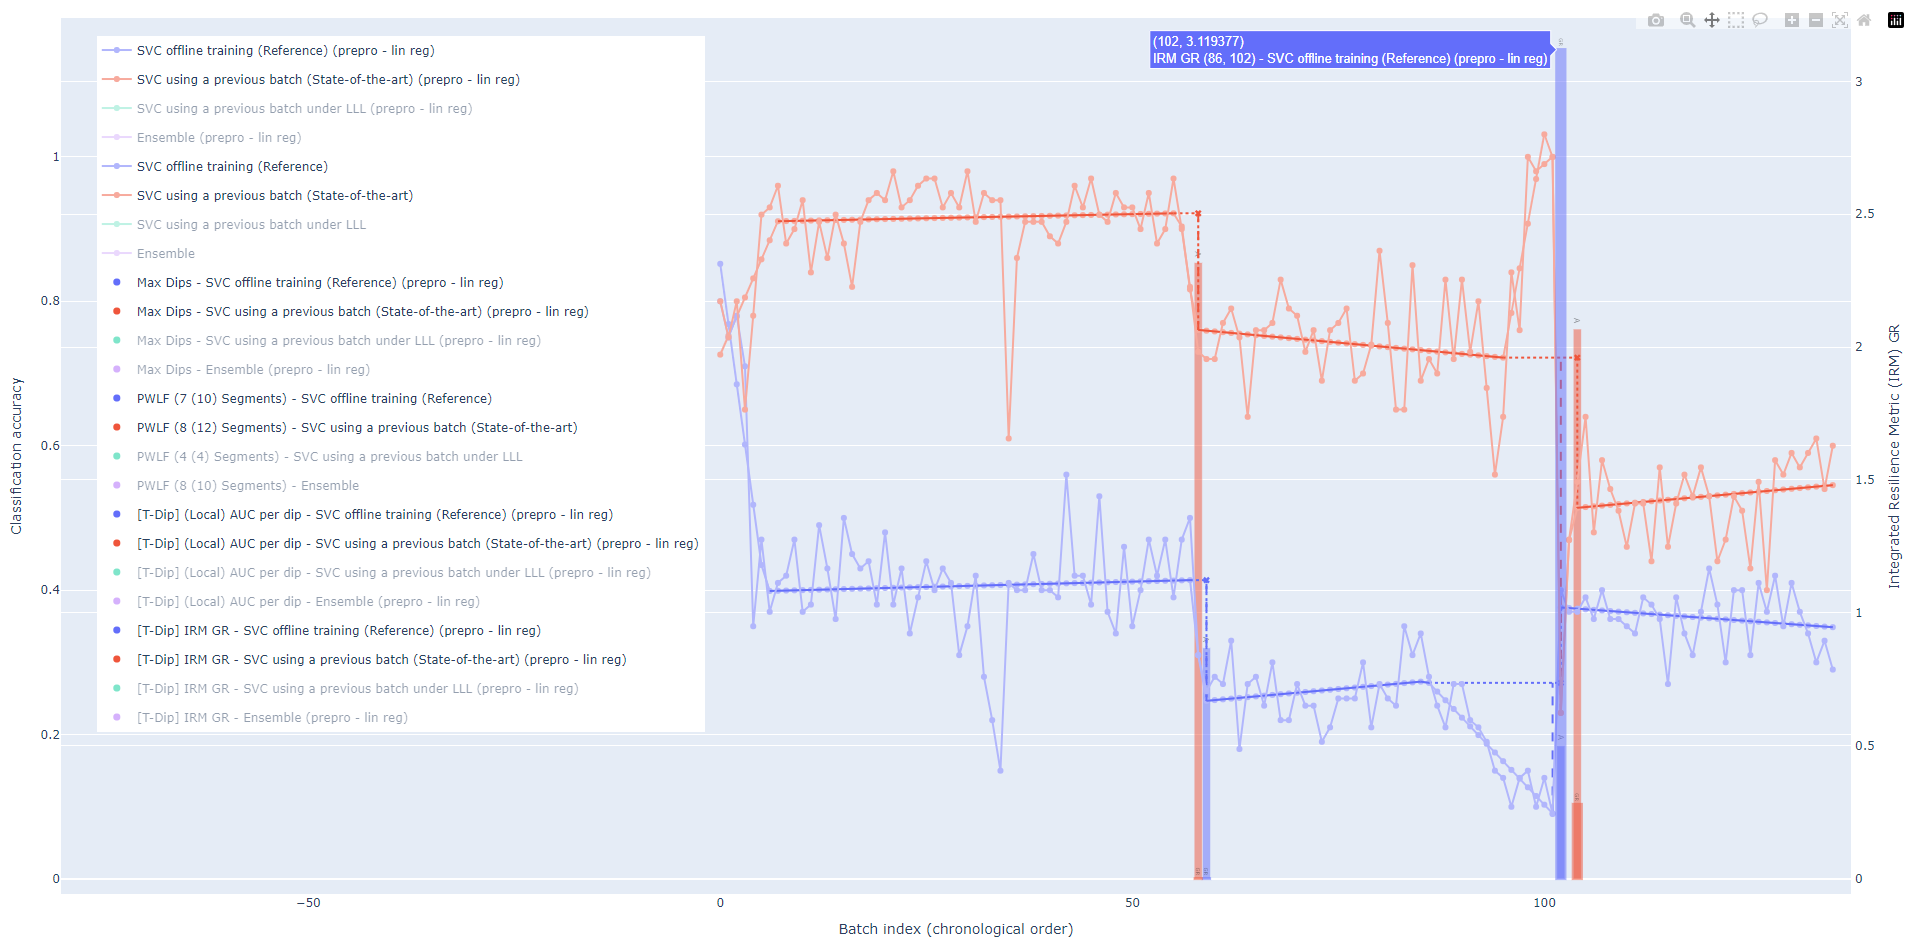 (102, 3.119377)
IRM GR (86, 102) - SVC offline training (Reference) (prepro - lin reg)
SVC offline training (Reference) (prepro - lin reg)
SVC using a previous batch (State-of-the-art) (prepro - lin reg)
SVC using a previous batch under LLL (prepro - lin reg)
Ensemble (prepro - lin reg)
SVC offline training (Reference)
SVC using a previous batch (State-of-the-art)
SVC using a previous batch under LLL
Ensemble
Max Dips - SVC offline training (Reference) (prepro - lin reg)
Max Dips - SVC using a previous batch (State-of-the-art) (prepro - lin reg)
Max Dips - SVC using a previous batch under LLL (prepro - lin reg)
Max Dips - Ensemble (prepro - lin reg)
PWLF (7 (10) Segments) - SVC offline training (Reference)
PWLF (8 (12) Segments) - SVC using a previous batch (State-of-the-art)
PWLF (4 (4) Segments) - SVC using a previous batch under LLL
PWLF (8 (10) Segments) - Ensemble
[T-Dip] (Local) AUC per dip - SVC offline training (Reference) (prepro - lin reg)
[T-Dip] (Local) AUC per dip - SVC using a previous batch (State-of-the-art) (prepro - lin reg)
[T-Dip] (Local) AUC per dip - SVC using a previous batch under LLL (prepro - lin reg)
[T-Dip] (Local) AUC per dip - Ensemble (prepro - lin reg)
[T-Dip] IRM GR - SVC offline training (Reference) (prepro - lin reg)
[T-Dip] IRM GR - SVC using a previous batch (State-of-the-art) (prepro - lin reg)
[T-Dip] IRM GR - SVC using a previous batch under LLL (prepro - lin reg)
[T-Dip] IRM GR - Ensemble (prepro - lin reg)
Classification accuracy
1
0.8
0.6
0.4
0.2
0
3
2.5
2
1.5
1
0.5
0
Integrated Resilience Metric (IRM) GR
−50
0
50
100
Batch index (chronological order)